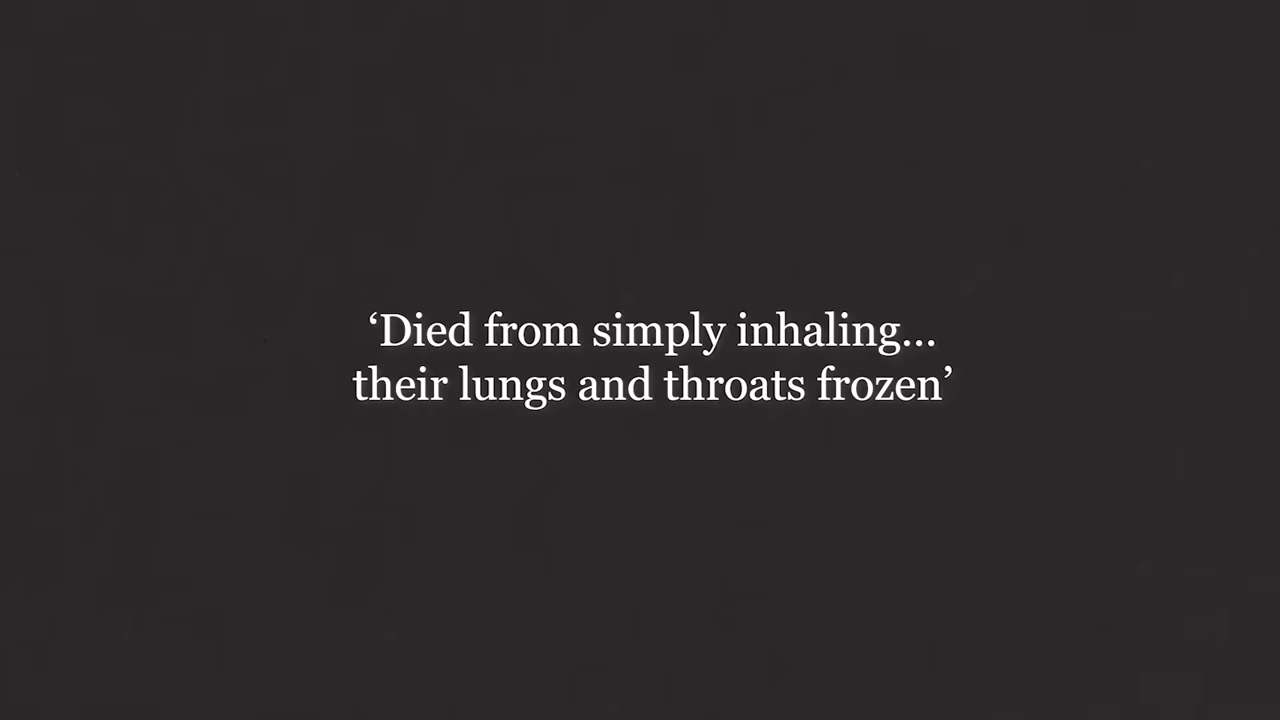 ‘Died from simply inhaling...
their lungs and throats frozen’